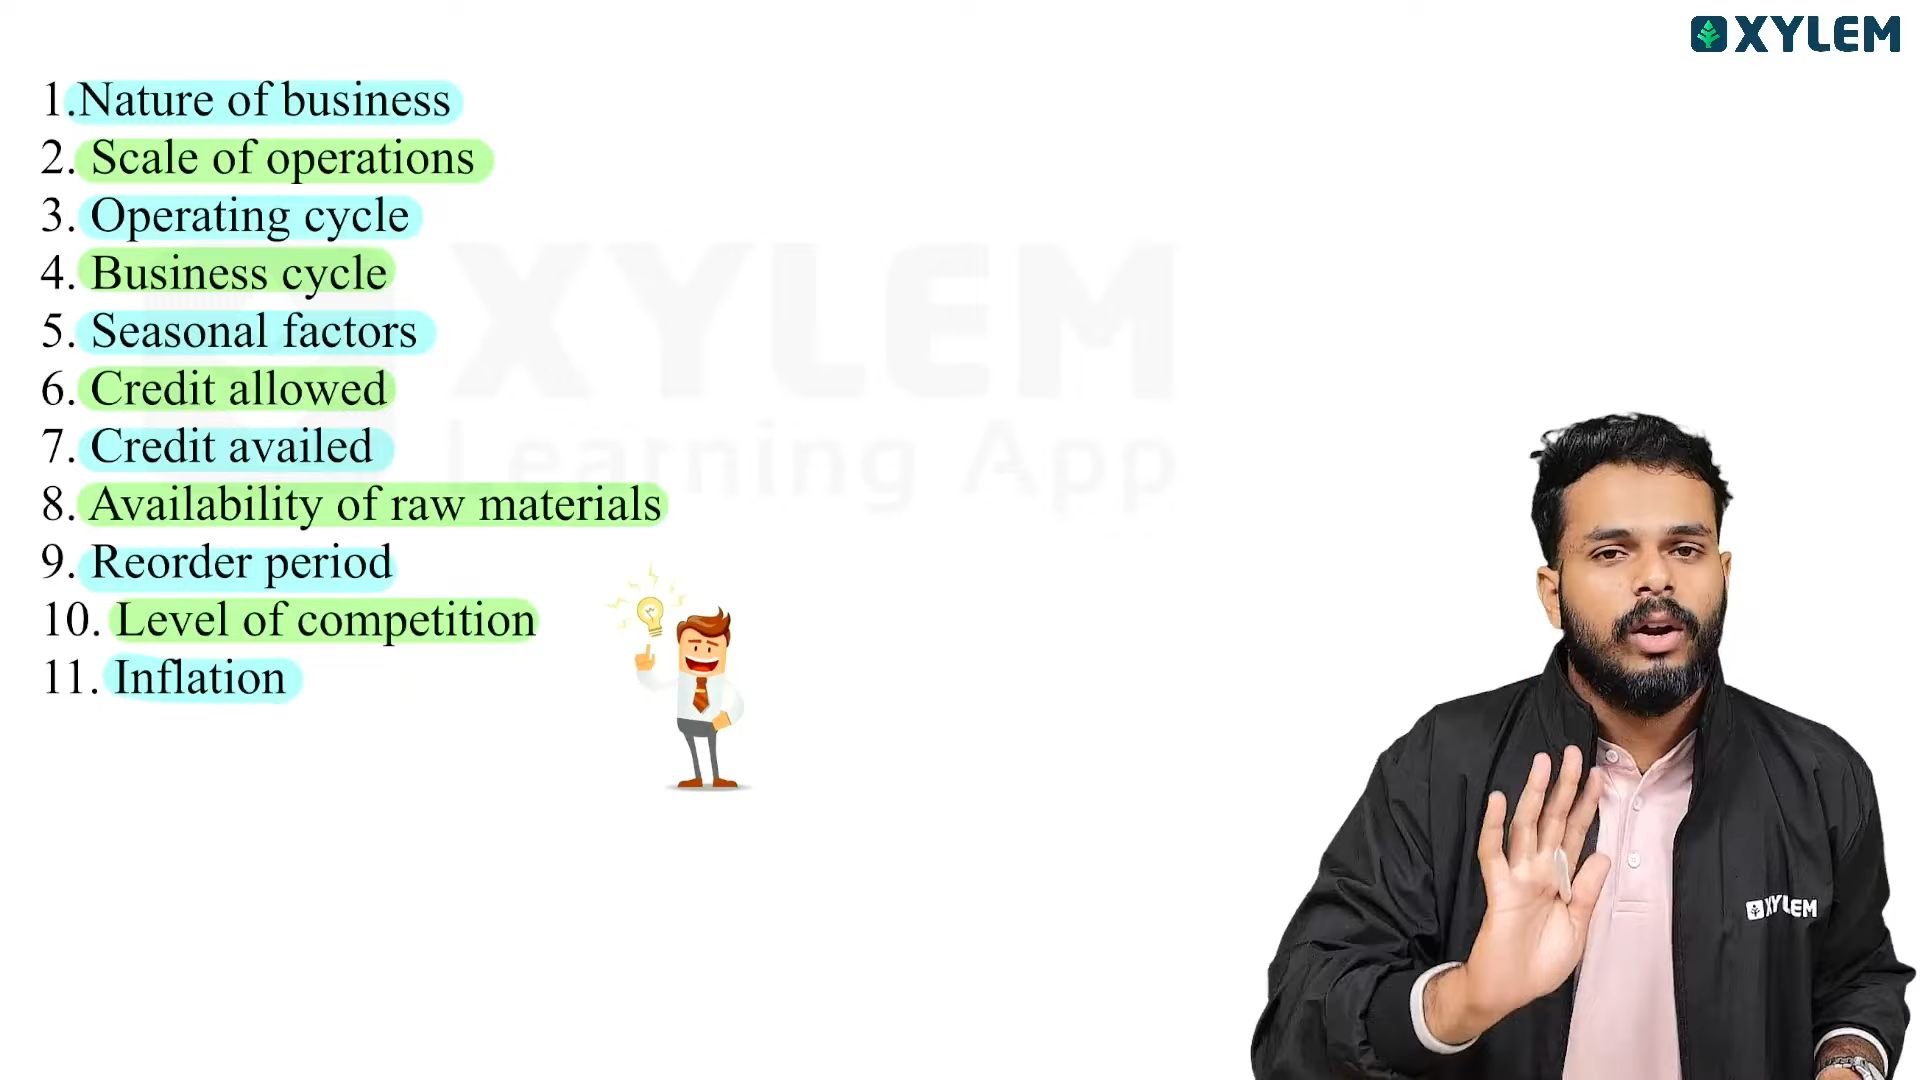 XYLEM
1.Nature of business
2. Scale of operations
3. Operating cycle
4. Business cycle
5. Seasonal factors
6. Credit allowed
7. Credit availed
8. Availability of raw materials
9. Reorder period
10. Level of competition
11. Inflation
XYLEM
Learning App
XYLEM